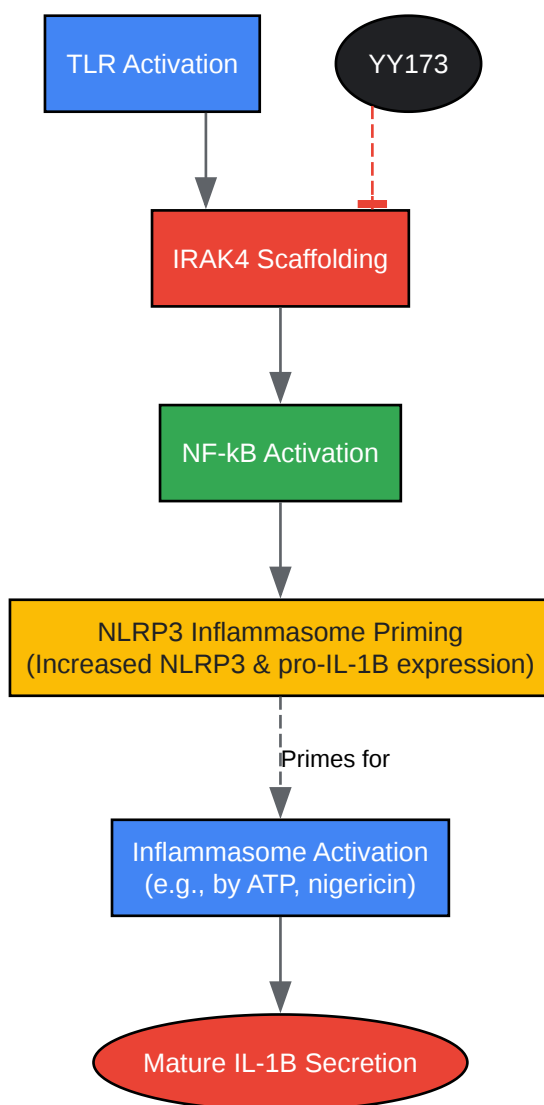 TLR Activation
YY173
IRAK4 Scaffolding
NF-kB Activation
NLRP3 Inflammasome Priming
(Increased NLRP3 & pro-IL-1B expression)
Primes for
Inflammasome Activation
(e.g., by ATP, nigericin)
Mature IL-1B Secretion